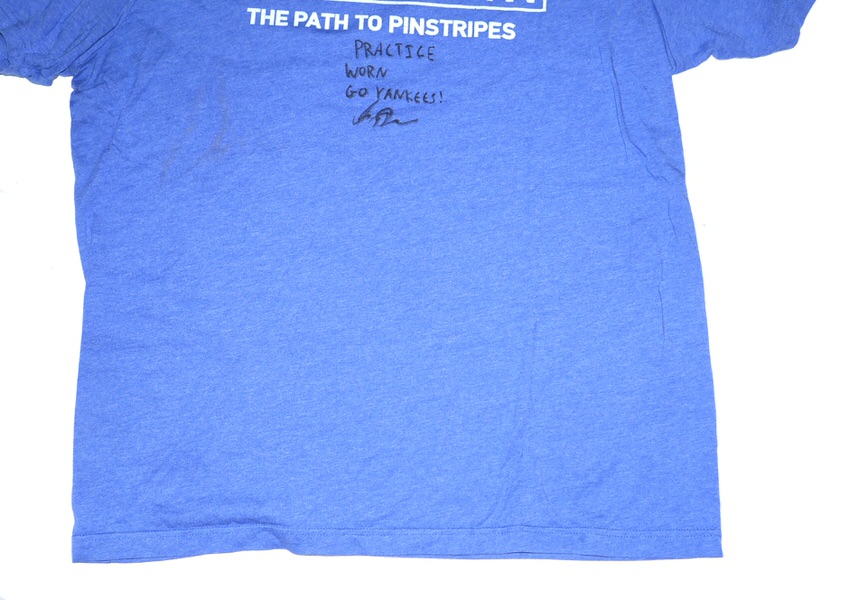 THE PATH TO PINSTRIPES
PRACTICE
WORN
GO YANKEES!